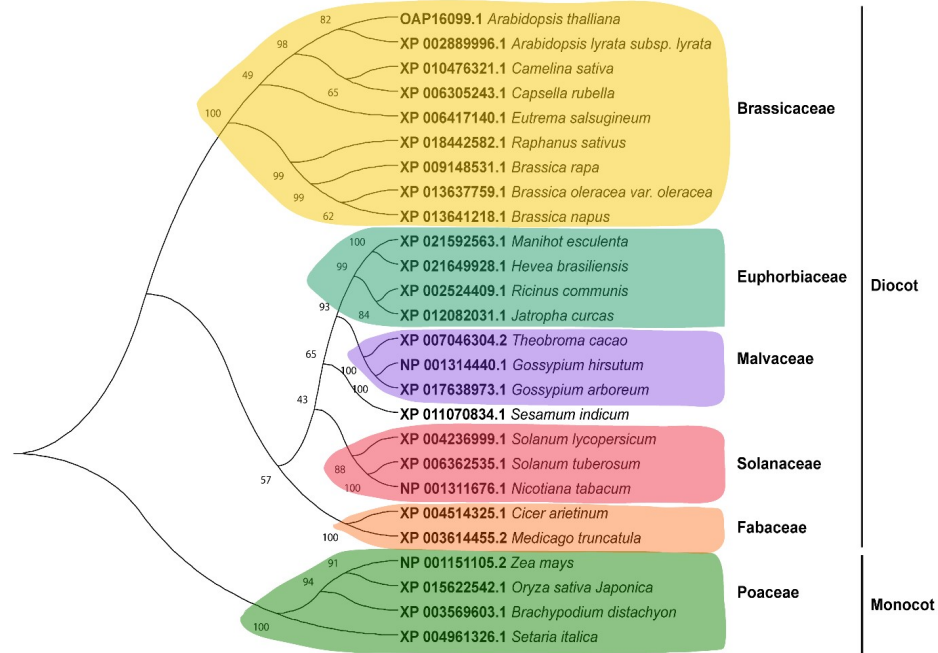 82
OAP16099.1 Arabidopsis thalliana
98
XP 002889996.1 Arabidopsis lyrata subsp. lyrata
49
XP 010476321.1 Camelina sativa
65
XP 006305243.1 Capsella rubella
100
XP 006417140.1 Eutrema salsugineum
Brassicaceae
XP 018442582.1 Raphanus sativus
99
XP 009148531.1 Brassica rapa
99
XP 013637759.1 Brassica oleracea var. oleracea
62
XP 013641218.1 Brassica napus
100
XP 021592563.1 Manihot esculenta
99
XP 021649928.1 Hevea brasiliensis
Euphorbiaceae
Diocot
XP 002524409.1 Ricinus communis
93
84
XP 012082031.1 Jatropha curcas
XP 007046304.2 Theobroma cacao
65
Malvaceae
100
NP 001314440.1 Gossypium hirsutum
100
XP 017638973.1 Gossypium arboreum
43
XP 011070834.1 Sesamum indicum
XP 004236999.1 Solanum lycopersicum
88
XP 006362535.1 Solanum tuberosum
Solanaceae
57
100
NP 001311676.1 Nicotiana tabacum
XP 004514325.1 Cicer arietinum
Fabaceae
100
XP 003614455.2 Medicago truncatula
91
NP 001151105.2 Zea mays
94
XP 015622542.1 Oryza sativa Japonica
Poaceae
Monocot
XP 003569603.1 Brachypodium distachyon
100
XP 004961326.1 Setaria italica